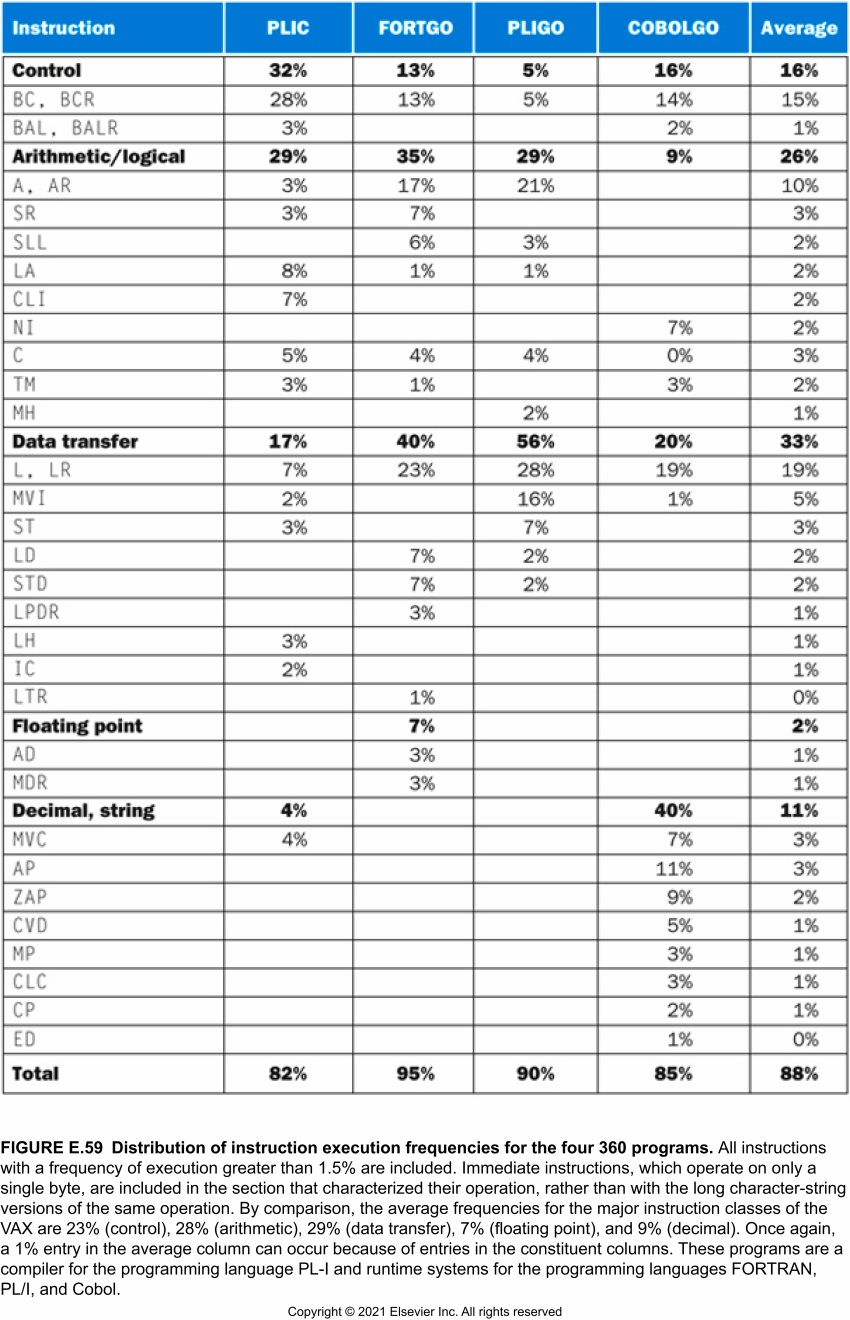 Instruction PLIC FORTGO PLIGO COBOLGO Average
Control 32% 13% 5% 16% 16%
BC, BCR 28% 13% 5% 14% 15%
BAL, BALR 3% 2% 1%
Arithmetic/logical 29% 35% 29% 9% 26%
A, AR 3% 17% 21% 10%
SR 3% 7% 3%
SLL 6% 3% 2%
LA 8% 1% 1% 2%
CLI 7% 2%
NI 7% 2%
C 5% 4% 4% 0% 3%
TM 3% 1% 3% 2%
MH 2% 1%
Data transfer 17% 40% 56% 20% 33%
L, LR 7% 23% 28% 19% 19%
MVI 2% 16% 1% 5%
ST 3% 7% 3%
LD 7% 2% 2%
STD 7% 2% 2%
LPDR 3% 1%
LH 3% 1%
IC 2% 1%
LTR 1% 0%
Floating point 7% 2%
AD 3% 1%
MDR 3% 1%
Decimal, string 4% 40% 11%
MVC 4% 7% 3%
AP 11% 3%
ZAP 9% 2%
CVD 5% 1%
MP 3% 1%
CLC 3% 1%
CP 2% 1%
ED 1% 0%
Total 82% 95% 90% 85% 88%
FIGURE E.59 Distribution of instruction execution frequencies for the four 360 programs. All instructions
with a frequency of execution greater than 1.5% are included. Immediate instructions, which operate on only a
single byte, are included in the section that characterized their operation, rather than with the long character-string
versions of the same operation. By comparison, the average frequencies for the major instruction classes of the
VAX are 23% (control), 28% (arithmetic), 29% (data transfer), 7% (floating point), and 9% (decimal). Once again,
a 1% entry in the average column can occur because of entries in the constituent columns. These programs are a
compiler for the programming language PL-I and runtime systems for the programming languages FORTRAN,
PL/I, and Cobol.
Copyright © 2021 Elsevier Inc. All rights reserved